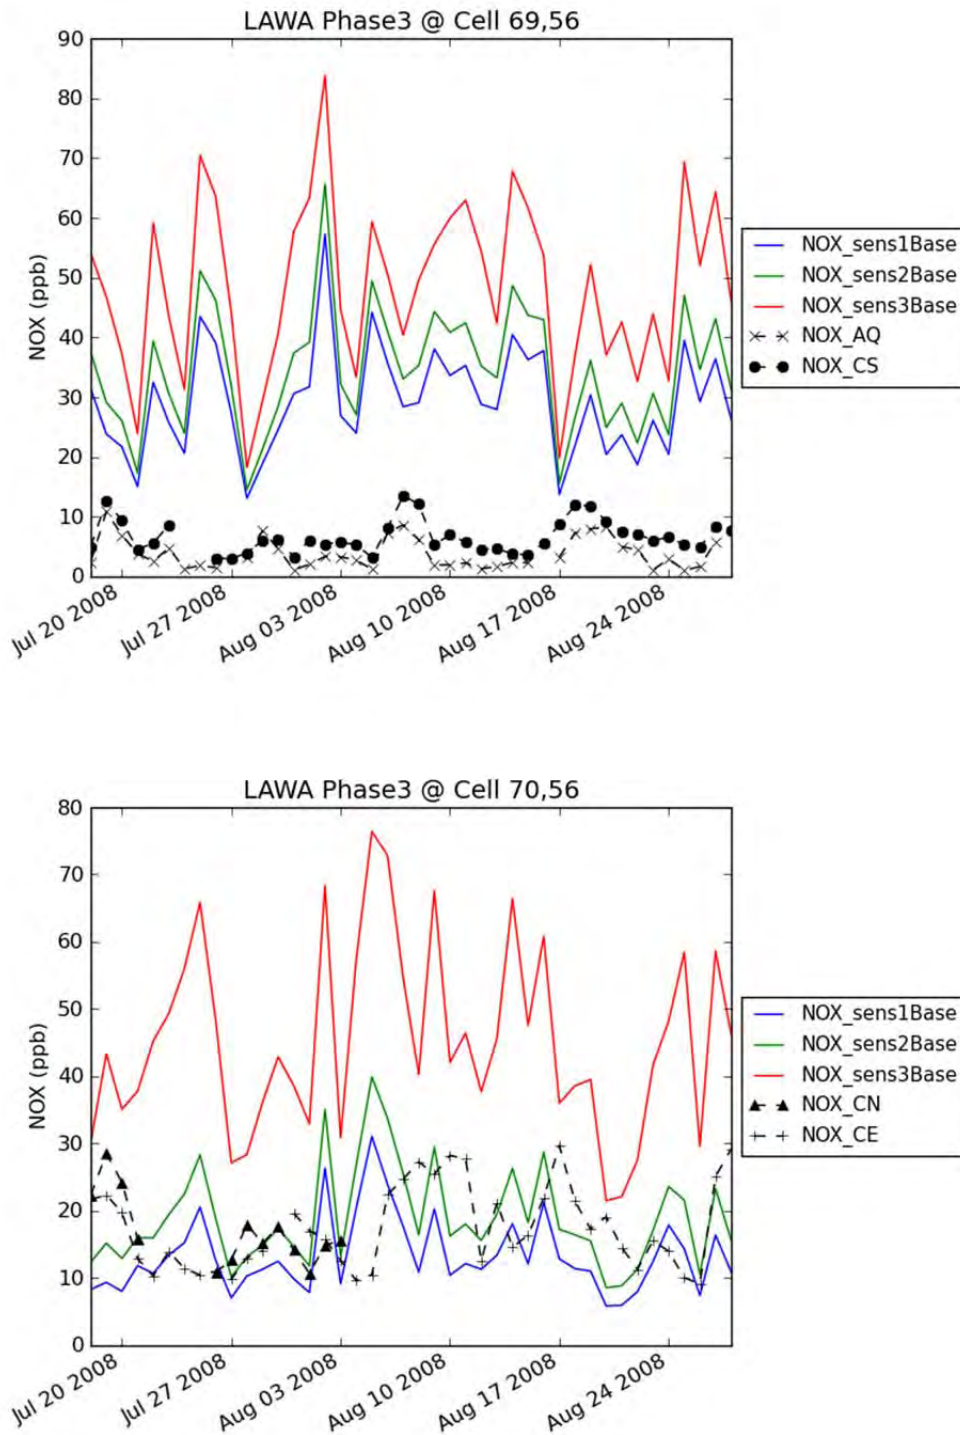 LAWA Phase3 @ Cell 69,56
90
80
70
60
50
40
30
20
10
0
NOX (ppb)
Jul 20 2008
Jul 27 2008
Aug 03 2008
Aug 10 2008
Aug 17 2008
Aug 24 2008
NOX_sens1Base
NOX_sens2Base
NOX_sens3Base
NOX_AQ
NOX_CS
LAWA Phase3 @ Cell 70,56
80
70
60
50
40
30
20
10
0
NOX (ppb)
Jul 20 2008
Jul 27 2008
Aug 03 2008
Aug 10 2008
Aug 17 2008
Aug 24 2008
NOX_sens1Base
NOX_sens2Base
NOX_sens3Base
NOX_CN
NOX_CE